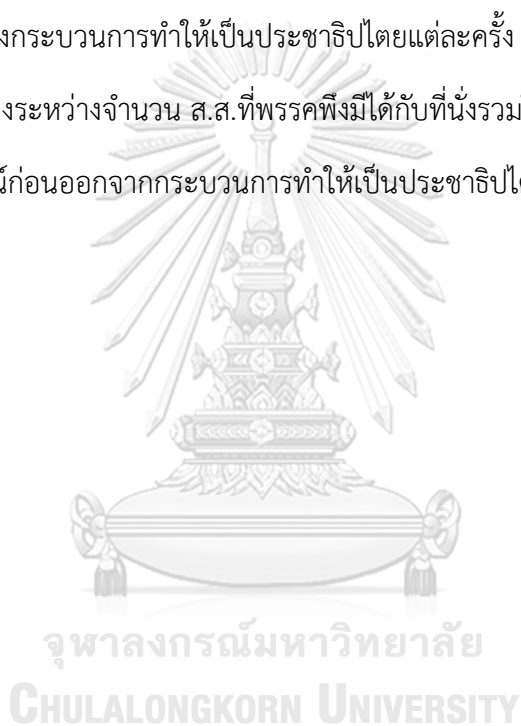 งกระบวนการทำให้เป็นประชาธิปไตยแต่ละครั้ง
งระหว่างจำนวน ส.ส.ที่พรรคพึงมีได้กับที่นั่งรวม
น์ก่อนออกจากกระบวนการทำให้เป็นประชาธิปไต
จุฬาลงกรณ์มหาวิทยาลัย
CHULALONGKORN UNIVERSITY